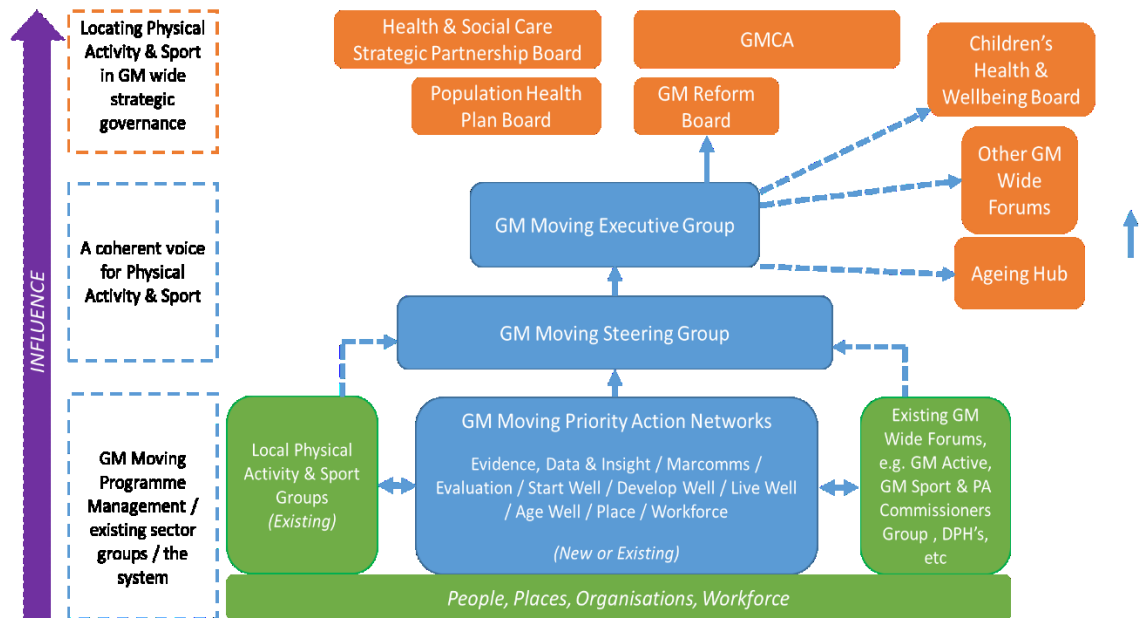 INFLUENCE
Locating Physical
Activity & Sport
in GM wide
strategic
governance
A coherent voice
for Physical
Activity & Sport
GM Moving
Programme
Management /
existing sector
groups / the
system
Health & Social Care
Strategic Partnership Board
GMCA
Children's
Health &
Wellbeing Board
Population Health
Plan Board
GM Reform
Board
Other GM
Wide
Forums
GM Moving Executive Group
Ageing Hub
GM Moving Steering Group
Local Physical
Activity & Sport
Groups
(Existing)
GM Moving Priority Action Networks
Evidence, Data & Insight / Marcomms /
Evaluation / Start Well / Develop Well / Live Well
/ Age Well / Place / Workforce
(New or Existing)
Existing GM
Wide Forums,
e.g. GM Active,
GM Sport & PA
Commissioners
Group , DPH's,
etc
People, Places, Organisations, Workforce